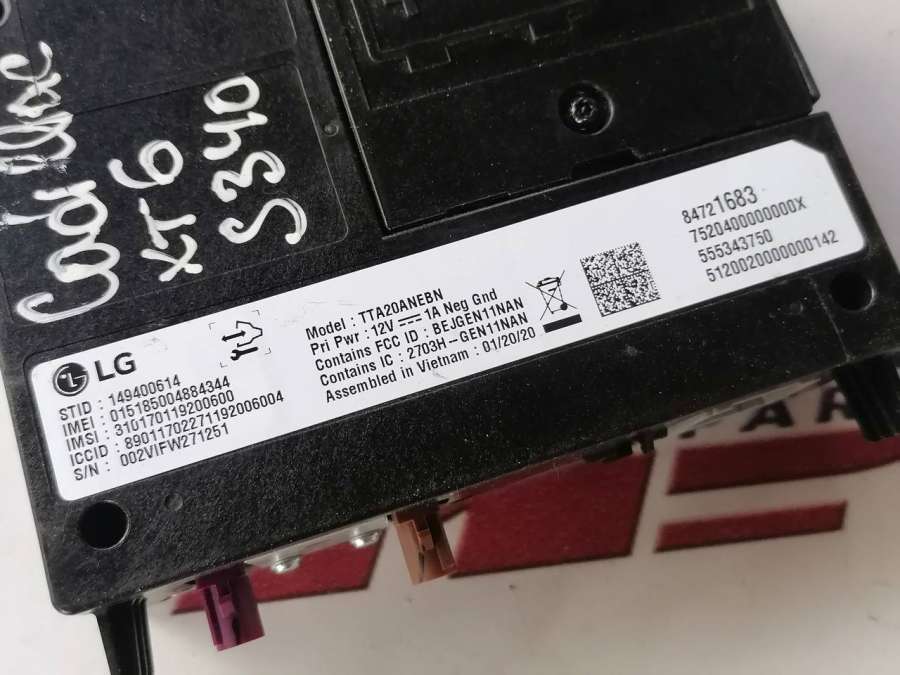 Cadillac
XT6
S340
LG
STID : 149400614
IMEI : 015185004884344
IMSI : 310170119200600
ICCID : 89011702271192006004
S/N : 002VIFW271251
Model : TTA20ANEBN
Pri Pwr : 12V 1A Neg Gnd
Contains FCC ID : BEJGEN11NAN
Contains IC : 2703H-GEN11NAN
Assembled in Vietnam : 01/20/20
84721683
7520400000000X
555343750
5120020000000142